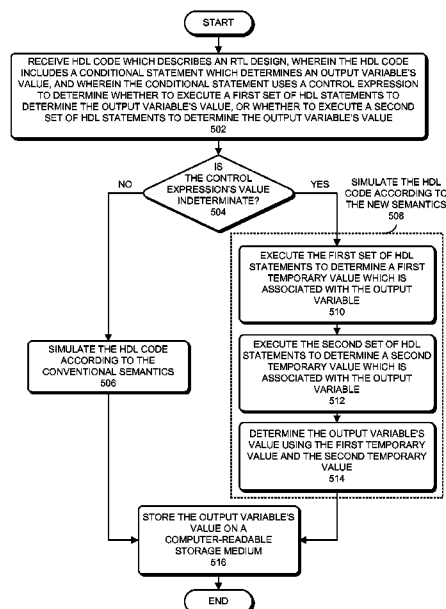 START
RECEIVE HDL CODE WHICH DESCRIBES AN RTL DESIGN, WHEREIN THE HDL CODE
INCLUDES A CONDITIONAL STATEMENT WHICH DETERMINES AN OUTPUT VARIABLE'S
VALUE, AND WHEREIN THE CONDITIONAL STATEMENT USES A CONTROL EXPRESSION
TO DETERMINE WHETHER TO EXECUTE A FIRST SET OF HDL STATEMENTS TO
DETERMINE THE OUTPUT VARIABLE'S VALUE, OR WHETHER TO EXECUTE A SECOND
SET OF HDL STATEMENTS TO DETERMINE THE OUTPUT VARIABLE'S VALUE
502
IS
THE CONTROL
EXPRESSION'S VALUE
INDETERMINATE?
504
NO
YES
SIMULATE THE HDL
CODE ACCORDING TO
THE NEW SEMANTICS
508
EXECUTE THE FIRST SET OF HDL
STATEMENTS TO DETERMINE A FIRST
TEMPORARY VALUE WHICH IS
ASSOCIATED WITH THE OUTPUT
VARIABLE
510
SIMULATE THE HDL CODE
ACCORDING TO THE
CONVENTIONAL SEMANTICS
506
EXECUTE THE SECOND SET OF HDL
STATEMENTS TO DETERMINE A SECOND
TEMPORARY VALUE WHICH IS
ASSOCIATED WITH THE OUTPUT
VARIABLE
512
DETERMINE THE OUTPUT VARIABLE'S
VALUE USING THE FIRST TEMPORARY
VALUE AND THE SECOND TEMPORARY
VALUE
514
STORE THE OUTPUT VARIABLE'S
VALUE ON A
COMPUTER-READABLE
STORAGE MEDIUM
516
END